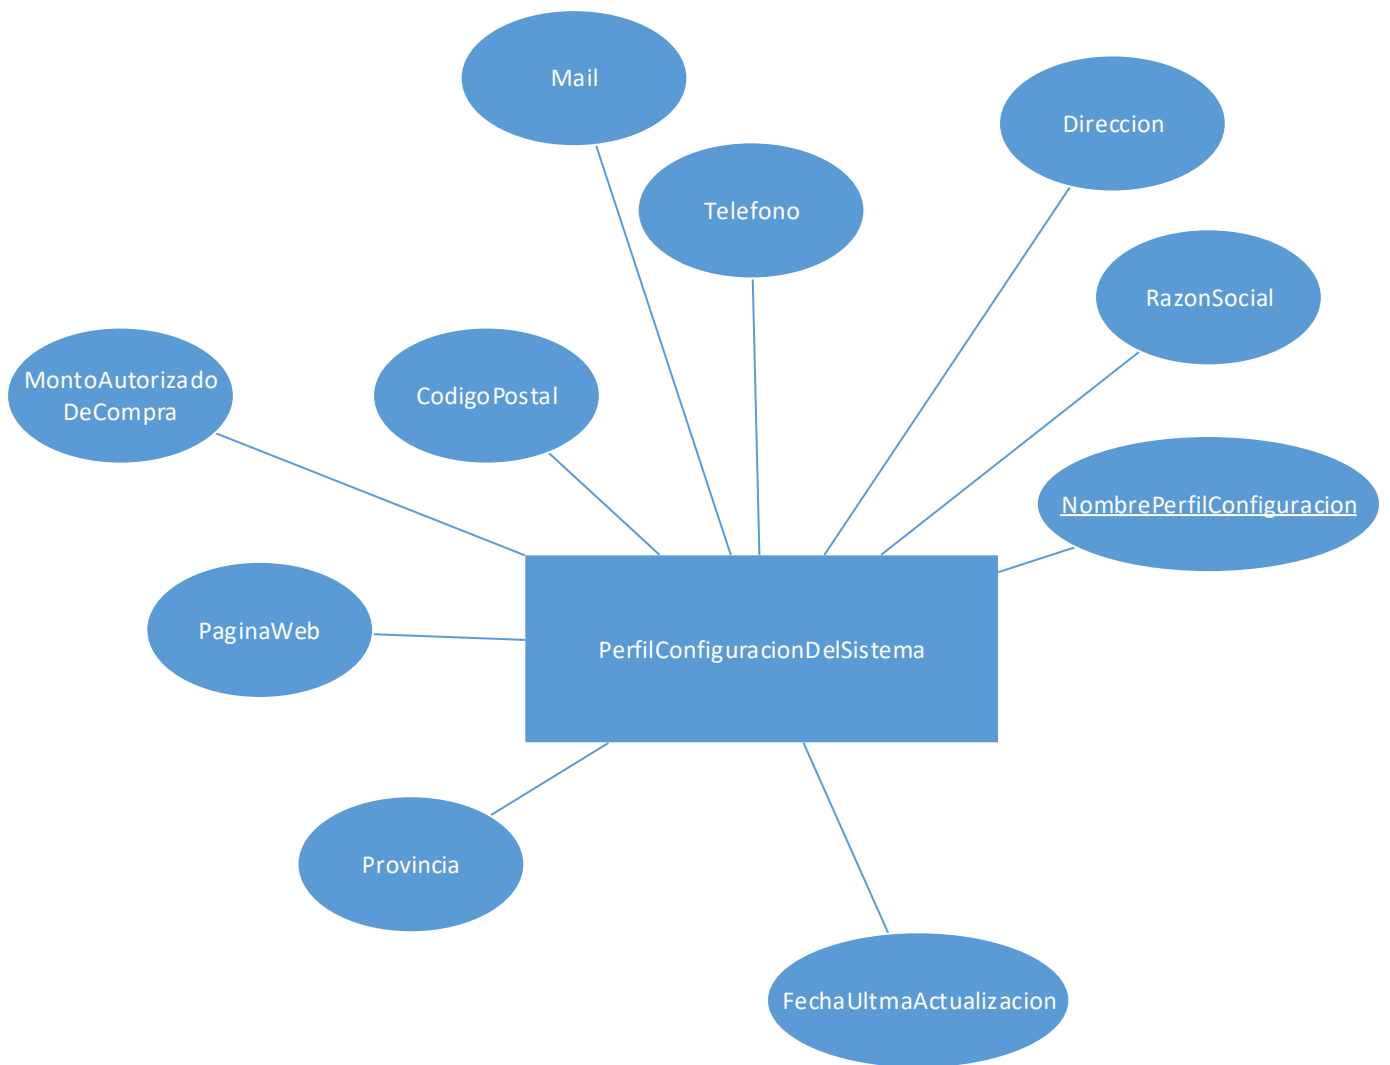 Mail
Direccion
Telefono
RazonSocial
MontoAutorizado
DeCompra
CodigoPostal
NombrePerfilConfiguracion
PaginaWeb
PerfilConfiguracionDelSistema
Provincia
FechaUltmaActualizacion